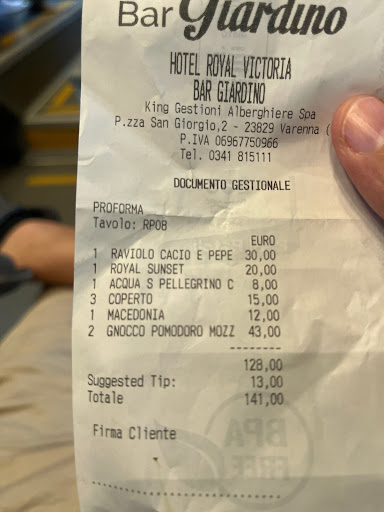 Bar Giardino
HOTEL ROYAL VICTORIA
BAR GIARDINO
King Gestioni Alberghiere Spa
P.zza San Giorgio,2 - 23829 Varenna (
P.IVA 06967750966
Tel. 0341 815111
DOCUMENTO GESTIONALE
PROFORMA
Tavolo: RP08
EURO
1 RAVIOLO CACIO E PEPE 30,00
1 ROYAL SUNSET 20,00
1 ACQUA S PELLEGRINO C 8,00
3 COPERTO 15,00
1 MACEDONIA 12,00
2 GNOCCO POMODORO MOZZ 43,00
-------
128,00
Suggested Tip: 13,00
Totale 141,00
Firma Cliente
BPA
FREE